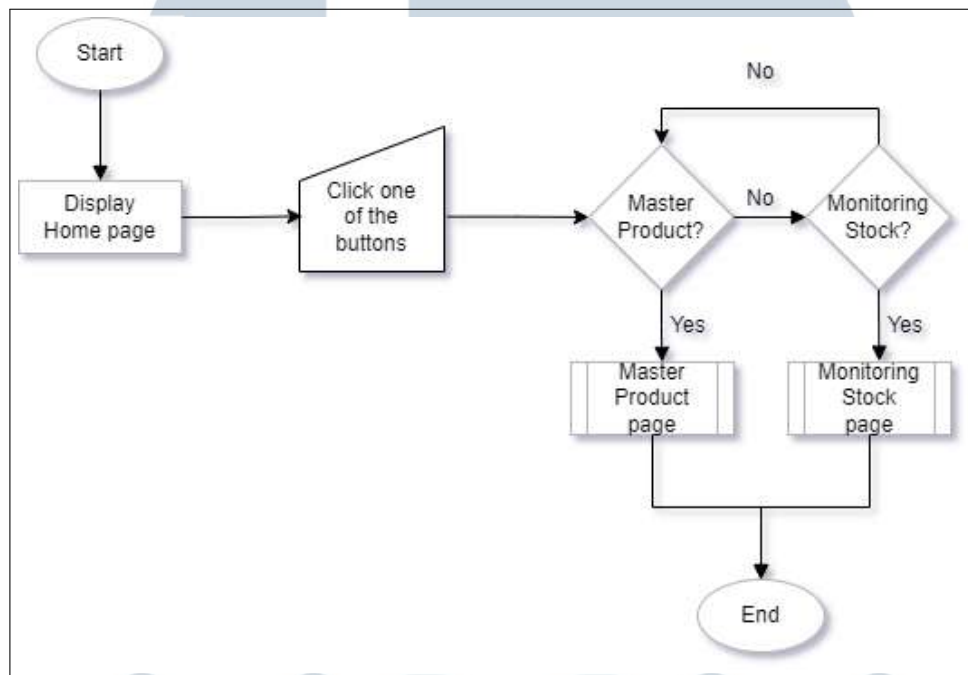 Start
No
Display
Home page
Click one
of the
buttons
Master
Product?
No
Monitoring
Stock?
Yes
Yes
Master
Product
page
Monitoring
Stock
page
End